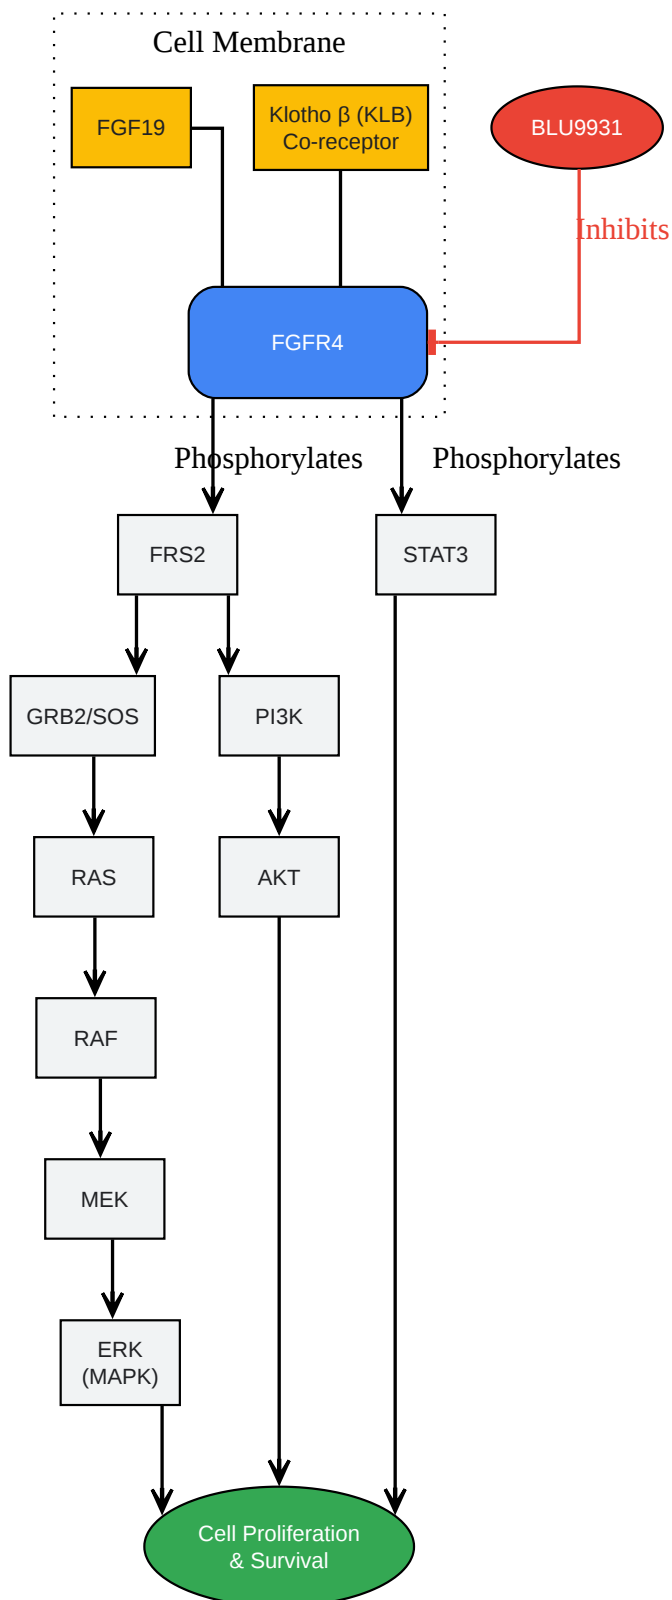 Cell Membrane
FGF19
Klotho β (KLB)
Co-receptor
BLU9931
Inhibits
FGFR4
Phosphorylates
Phosphorylates
FRS2
STAT3
GRB2/SOS
PI3K
RAS
AKT
RAF
MEK
ERK
(MAPK)
Cell Proliferation
& Survival